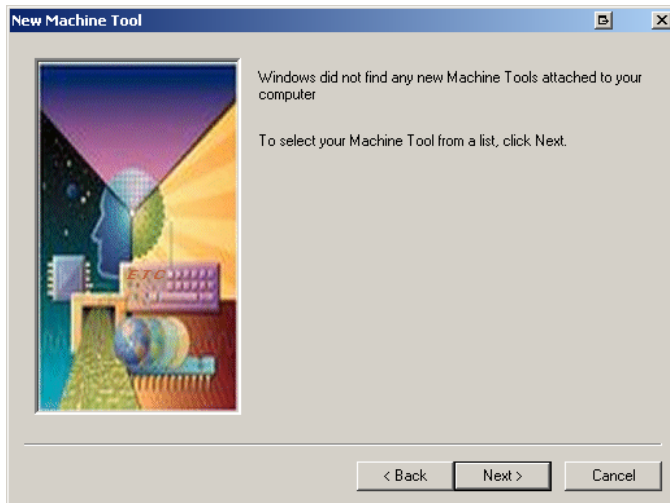 New Machine Tool
Windows did not find any new Machine Tools attached to your
computer
To select your Machine Tool from a list, click Next.
ETC
< Back
Next >
Cancel